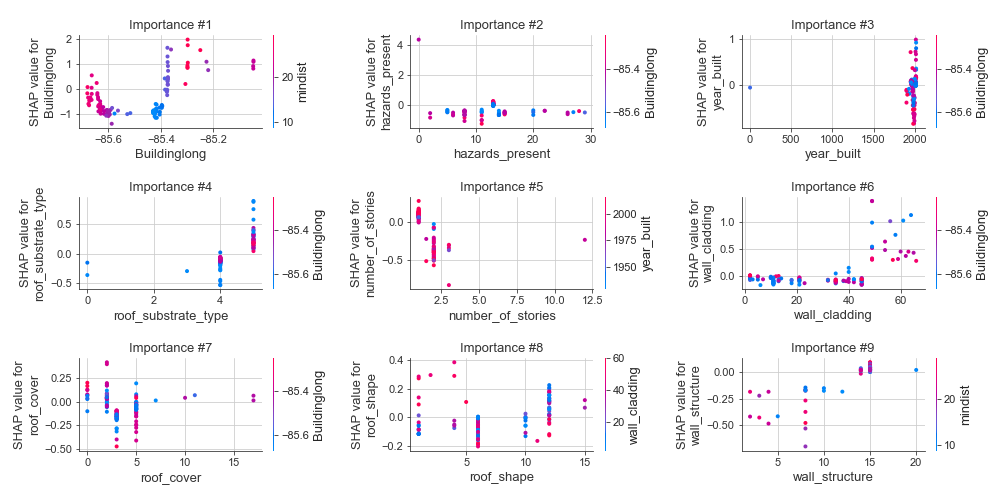 Importance #1
SHAP value for
Buildinglong
2
1
0
−1
−85.6
−85.4
−85.2
Buildinglong
20
10
mindist
Importance #2
SHAP value for
hazards_present
4
2
0
0
10
20
30
hazards_present
−85.4
−85.6
Buildinglong
Importance #3
SHAP value for
year_built
1
0
0
500
1000
1500
2000
year_built
−85.4
−85.6
Buildinglong
Importance #4
SHAP value for
roof_substrate_type
0.5
0.0
−0.5
0
2
4
roof_substrate_type
−85.4
−85.6
Buildinglong
Importance #5
SHAP value for
number_of_stories
0.0
−0.5
2.5
5.0
7.5
10.0
12.5
number_of_stories
2000
1975
1950
year_built
Importance #6
SHAP value for
wall_cladding
1.0
0.5
0.0
0
20
40
60
wall_cladding
−85.4
−85.6
Buildinglong
Importance #7
SHAP value for
roof_cover
0.25
0.00
−0.25
−0.50
0
5
10
15
roof_cover
−85.4
−85.6
Buildinglong
Importance #8
SHAP value for
roof_shape
0.4
0.2
0.0
−0.2
5
10
15
roof_shape
60
40
20
wall_cladding
Importance #9
SHAP value for
wall_structure
0.00
−0.25
−0.50
5
10
15
20
wall_structure
20
10
mindist